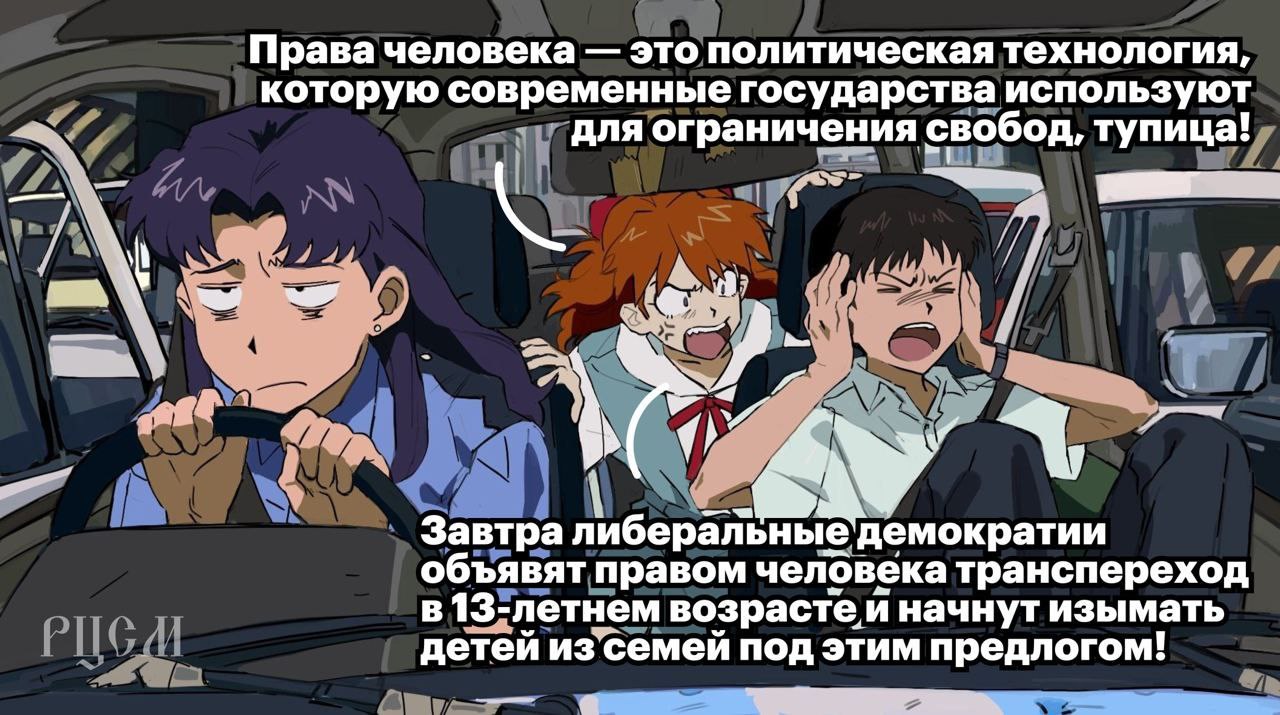 Права человека — это политическая технология,
которую современные государства используют
для ограничения свобод, тупица!
Завтра либеральные демократии
объявят правом человека транспереход
в 13-летнем возрасте и начнут изымать
детей из семей под этим предлогом!
РЦСМ